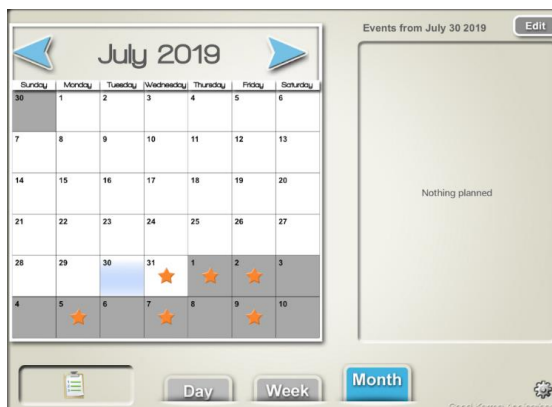 July 2019
Sunday Monday Tuesday Wednesday Thursday Friday Saturday
30 1 2 3 4 5 6
7 8 9 10 11 12 13
14 15 16 17 18 19 20
21 22 23 24 25 26 27
28 29 30 31 1 2 3
4 5 6 7 8 9 10
Events from July 30 2019
Edit
Nothing planned
Day Week Month